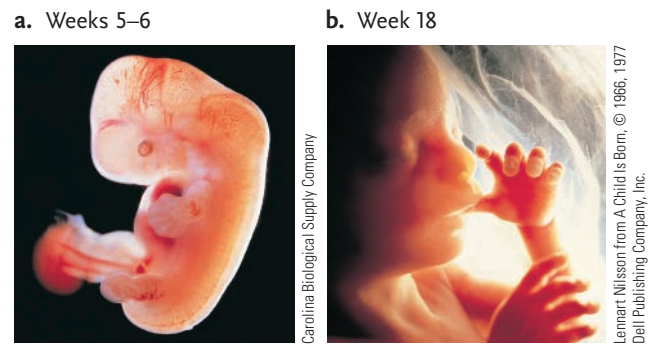 a. Weeks 5–6
b. Week 18
Carolina Biological Supply Company
Lennart Nilsson from A Child Is Born, © 1966, 1977
Dell Publishing Company, Inc.